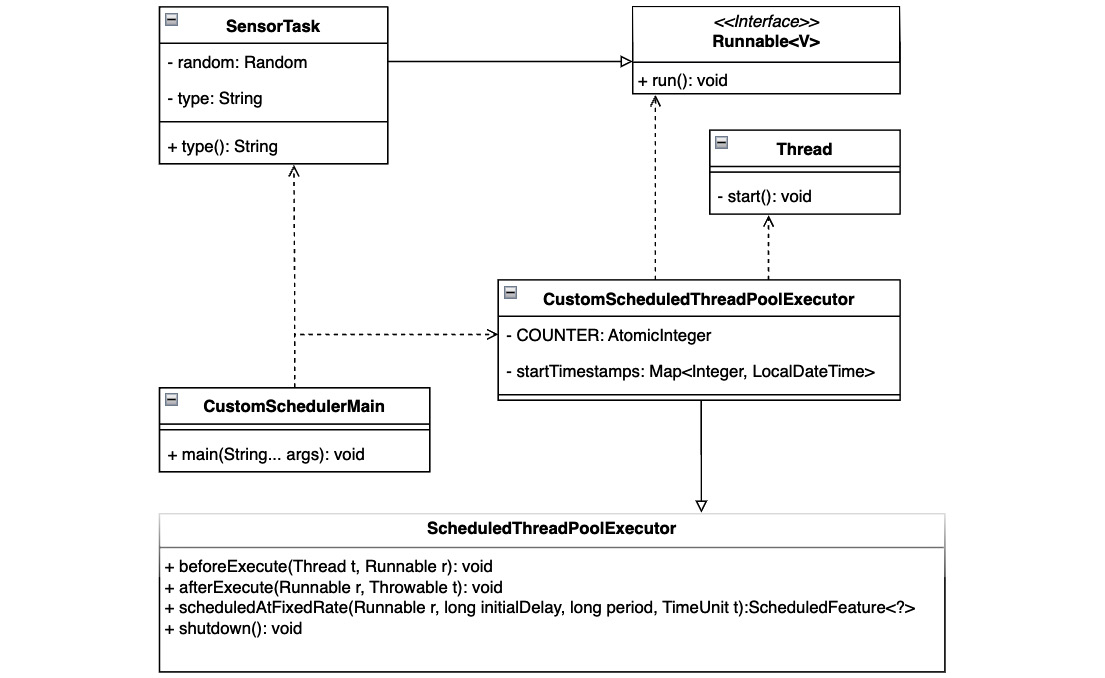 SensorTask
- random: Random
- type: String
+ type(): String
<<Interface>>
Runnable<V>
+ run(): void
Thread
- start(): void
CustomScheduledThreadPoolExecutor
- COUNTER: AtomicInteger
- startTimestamps: Map<Integer, LocalDateTime>
CustomSchedulerMain
+ main(String... args): void
ScheduledThreadPoolExecutor
+ beforeExecute(Thread t, Runnable r): void
+ afterExecute(Runnable r, Throwable t): void
+ scheduledAtFixedRate(Runnable r, long initialDelay, long period, TimeUnit t):ScheduledFeature<?>
+ shutdown(): void